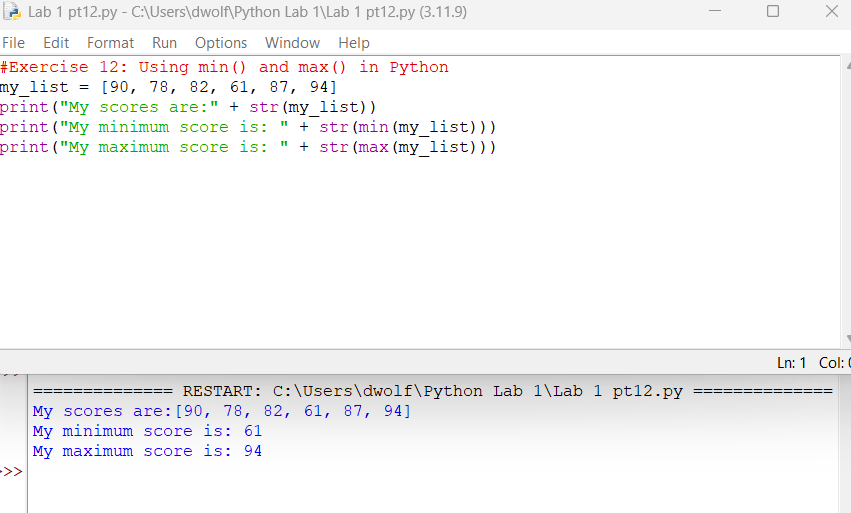 Lab 1 pt12.py - C:\Users\dwolf\Python Lab 1\Lab 1 pt12.py (3.11.9)
File Edit Format Run Options Window Help
#Exercise 12: Using min() and max() in Python
my_list = [90, 78, 82, 61, 87, 94]
print("My scores are:" + str(my_list))
print("My minimum score is: " + str(min(my_list)))
print("My maximum score is: " + str(max(my_list)))
Ln: 1 Col:
============== RESTART: C:\Users\dwolf\Python Lab 1\Lab 1 pt12.py ==============
My scores are:[90, 78, 82, 61, 87, 94]
My minimum score is: 61
My maximum score is: 94
>>>